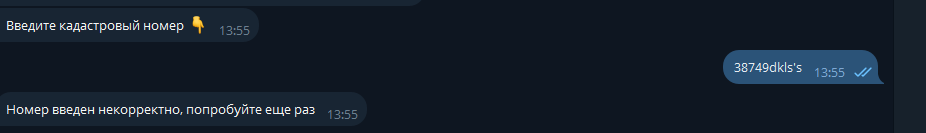 Введите кадастровый номер 👇 13:55
38749dkls's 13:55
Номер введен некорректно, попробуйте еще раз 13:55